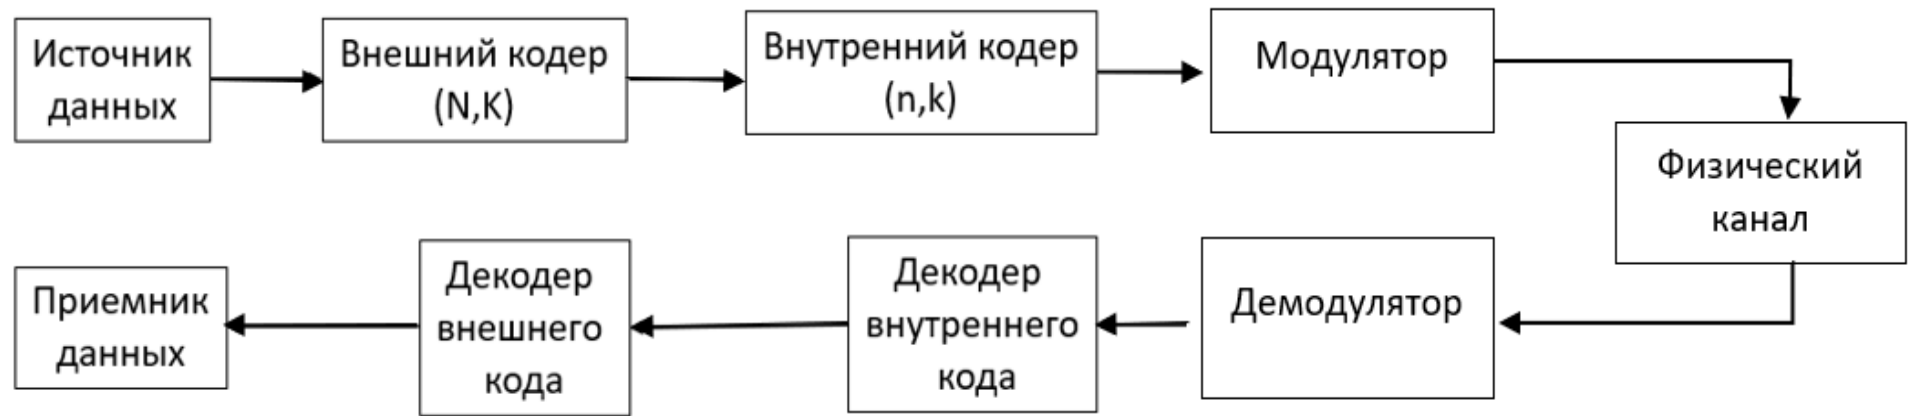 Источник
данных
Внешний кодер
(N,K)
Внутренний кодер
(n,k)
Модулятор
Физический
канал
Приемник
данных
Декодер
внешнего
кода
Декодер
внутреннего
кода
Демодулятор